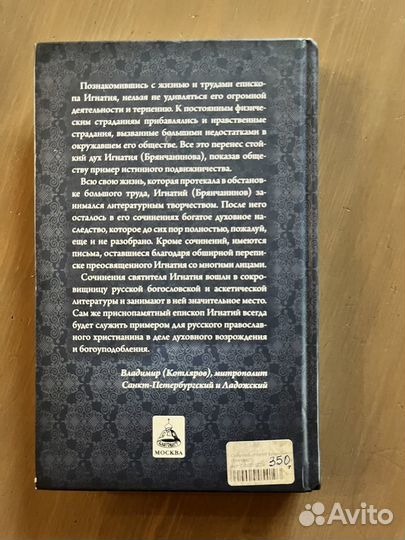 Познакомившись с жизнью и трудами еписко-
па Игнатия, нельзя не удивляться его огромной
деятельности и терпению. К постоянным физиче-
ским страданиям прибавлялись и нравственные
страдания, вызванные большими недостатками в
окружавшем его обществе. Все это перенес стой-
кий дух Игнатия (Брянчанинова), показав обще-
ству пример истинного подвижничества.
Всю свою жизнь, которая протекала в обстанов-
ке большого труда, Игнатий (Брянчанинов) за-
нимался литературным творчеством. После него
осталось в его сочинениях богатое духовное на-
следство, которое до сих пор полностью, пожалуй,
еще и не разобрано. Кроме сочинений, имеются
письма, оставшиеся благодаря обширной перепи-
ске преосвященного Игнатия со многими лицами.
Сочинения святителя Игнатия вошли в сокро-
вищницу русской богословской и аскетической
литературы и занимают в ней значительное место.
Сам же приснопамятный епископ Игнатий всегда
будет служить примером для русского православ-
ного христианина в деле духовного возрождения
и богоуподобления.
Владимир (Котляров), митрополит
Санкт-Петербургский и Ладожский
МОСКВА
350
Avito